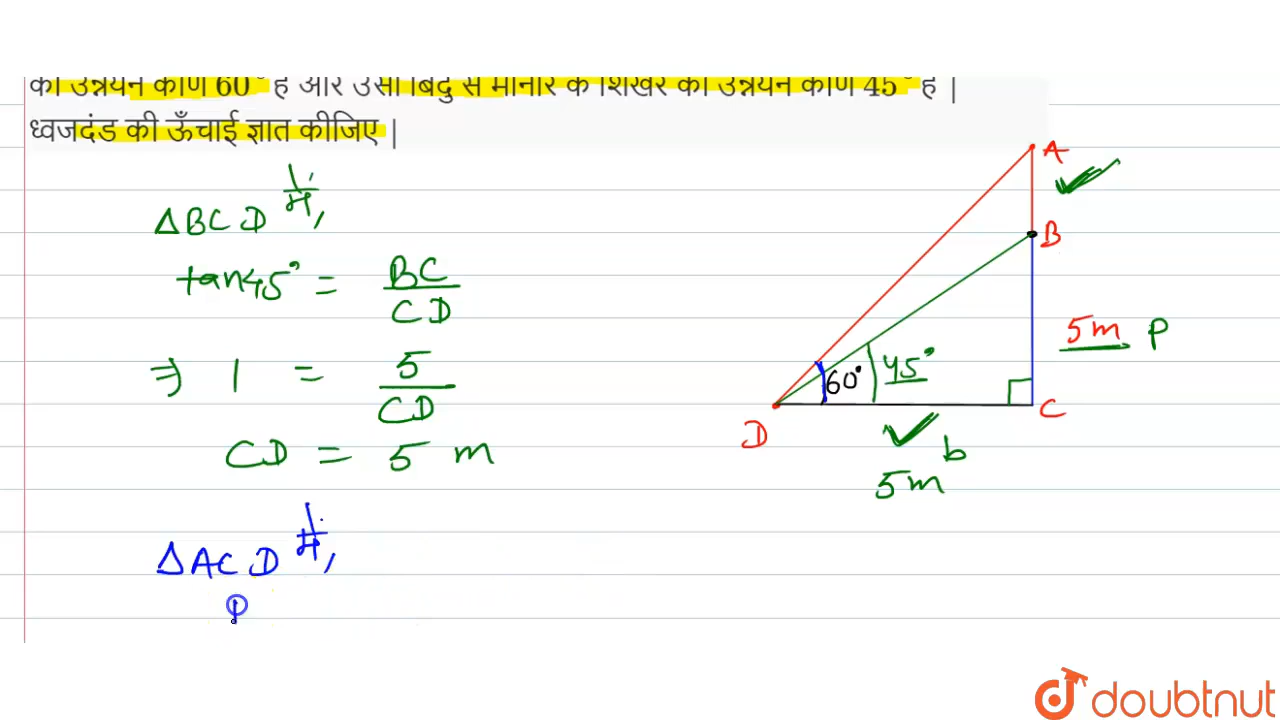 का उन्नयन कोण 60° है और उसी बिंदु से मीनार के शिखर का उन्नयन कोण 45° है |
ध्वजदंड की ऊँचाई ज्ञात कीजिए |
ΔBCD में,
tan45° = BC/CD
⇒ 1 = 5/CD
CD = 5 m
ΔACD में,
P
A
B
5m P
60° 45°
C
D
b
5m
doubtnut